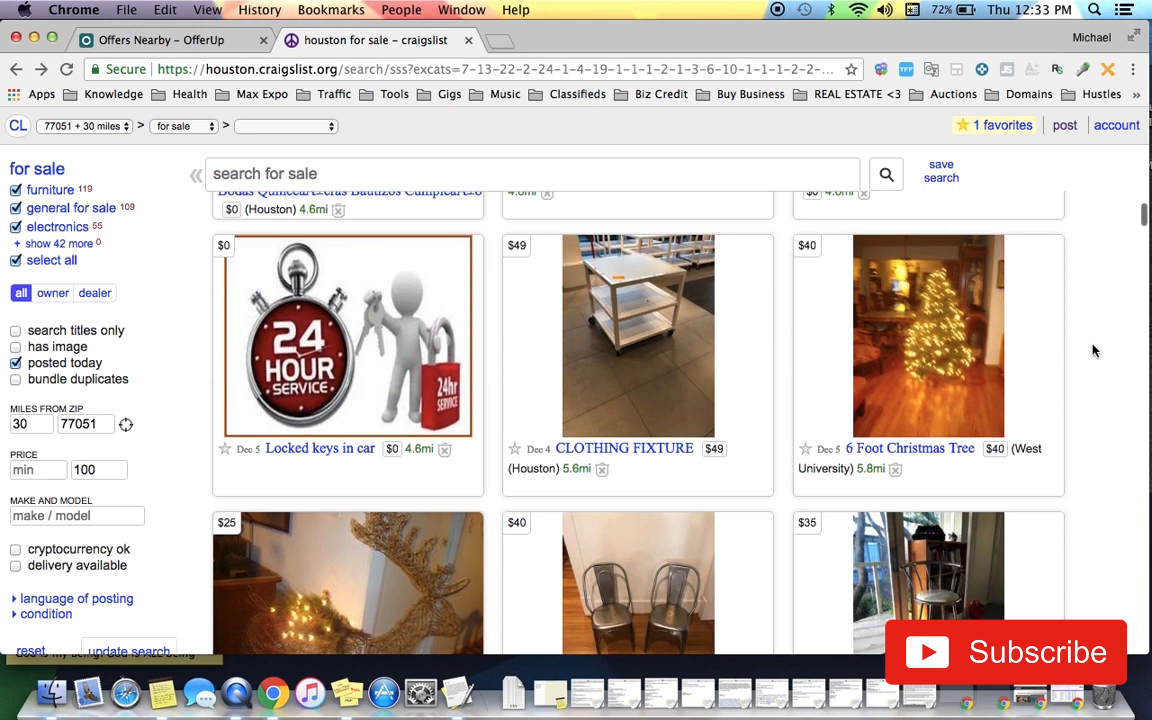 Chrome File Edit View History Bookmarks People Window Help 72% Thu 12:33 PM
Offers Nearby – OfferUp houston for sale – craigslist Michael
Secure https://houston.craigslist.org/search/sss?excats=7-13-22-2-24-1-4-19-1-1-1-2-1-3-6-10-1-1-1-2-2-...
Apps Knowledge Health Max Expo Traffic Tools Gigs Music Classifieds Biz Credit Buy Business REAL ESTATE <3 Auctions Domains Hustles »
CL 77051 + 30 miles > for sale > 1 favorites post account
for sale
furniture 119
general for sale 109
electronics 55
+ show 42 more 0
select all
all owner dealer
search titles only
has image
posted today
bundle duplicates
MILES FROM ZIP
30 77051
PRICE
min 100
MAKE AND MODEL
make / model
cryptocurrency ok
delivery available
language of posting
condition
reset update search
« search for sale save
search
$0 (Houston) 4.6mi
$0
24
HOUR
SERVICE
24hr
SERVICE
Dec 5 Locked keys in car $0 4.6mi
$49
Dec 4 CLOTHING FIXTURE $49
(Houston) 5.6mi
$40
Dec 5 6 Foot Christmas Tree $40 (West
University) 5.8mi
$25 $40 $35
Subscribe